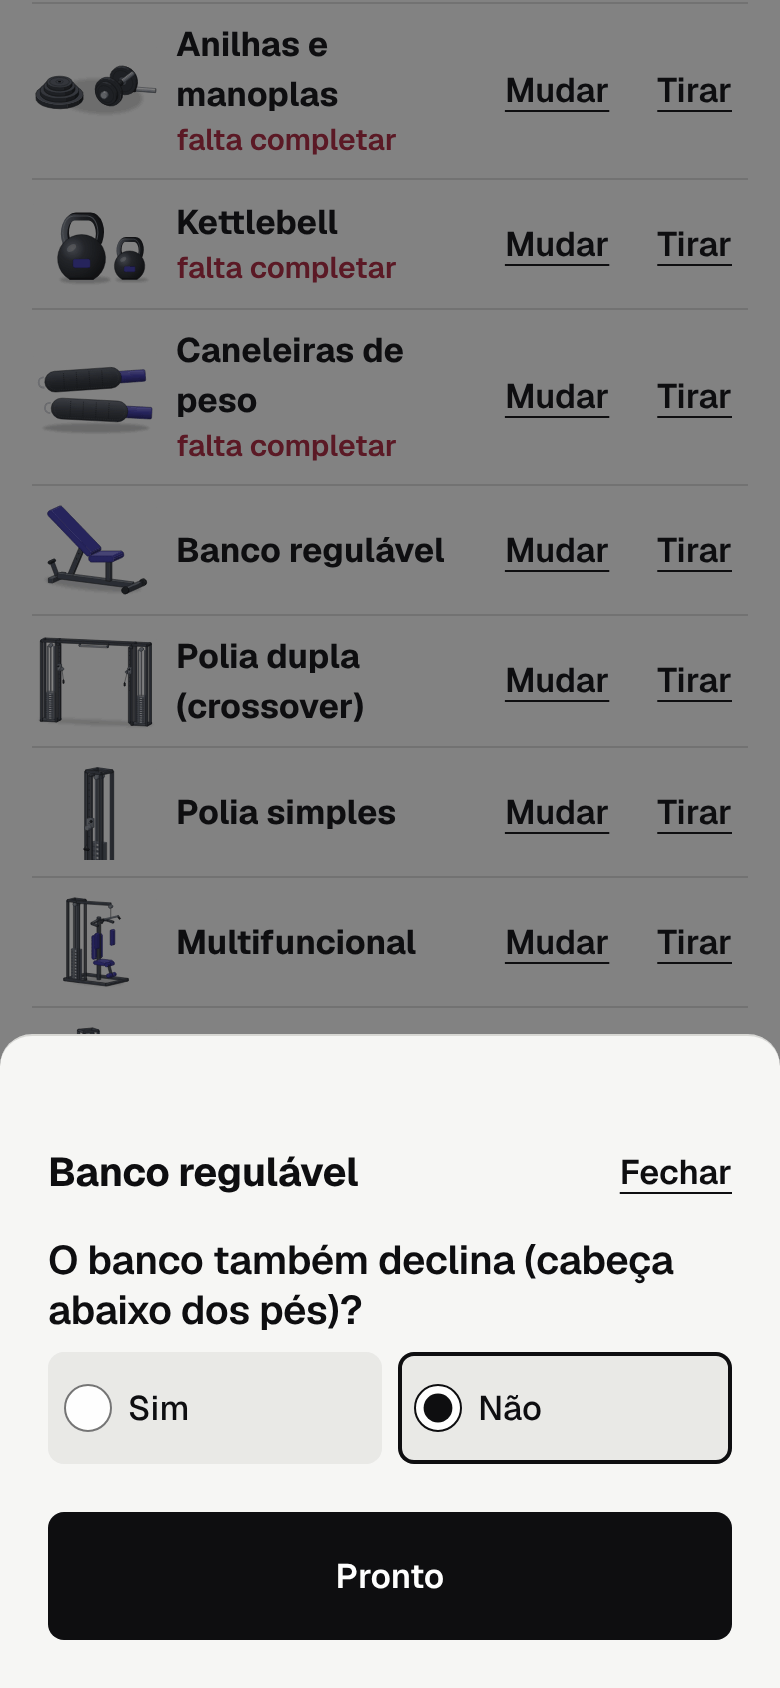 Anilhas e
manoplas
falta completar
Mudar
Tirar
Kettlebell
falta completar
Mudar
Tirar
Caneleiras de
peso
falta completar
Mudar
Tirar
Banco regulável
Mudar
Tirar
Polia dupla
(crossover)
Mudar
Tirar
Polia simples
Mudar
Tirar
Multifuncional
Mudar
Tirar
Banco regulável
Fechar
O banco também declina (cabeça
abaixo dos pés)?
Sim
Não
Pronto